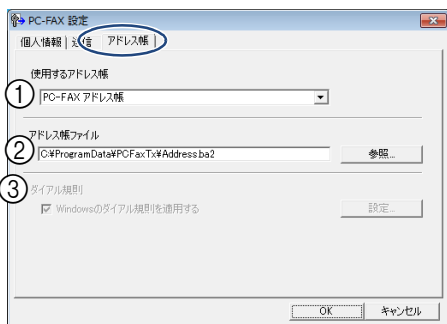 PC-FAX 設定
個人情報 送信 アドレス帳
使用するアドレス帳
① PC-FAX アドレス帳
アドレス帳ファイル
② C:¥ProgramData¥PCFaxTx¥Address.ba2 参照...
③ ダイアル規則
Windowsのダイアル規則を適用する 設定...
OK キャンセル